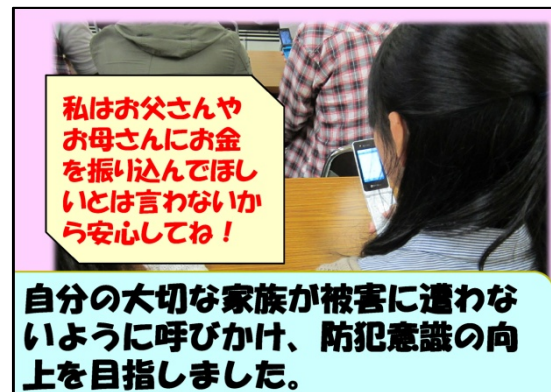 私はお父さんや
お母さんにお金
を振り込んでほし
いとは言わないか
ら安心してね！
自分の大切な家族が被害に遭わな
いように呼びかけ、防犯意識の向
上を目指しました。